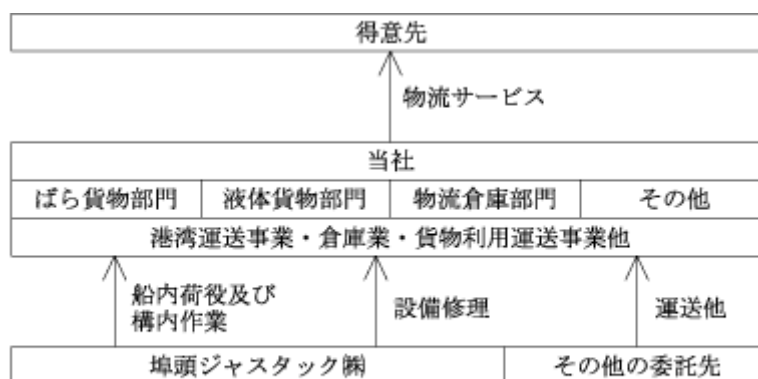 得意先
物流サービス
当社
ばら貨物部門
液体貨物部門
物流倉庫部門
その他
港湾運送事業・倉庫業・貨物利用運送事業他
船内荷役及び
構内作業
設備修理
運送他
埠頭ジャスタック㈱
その他の委託先